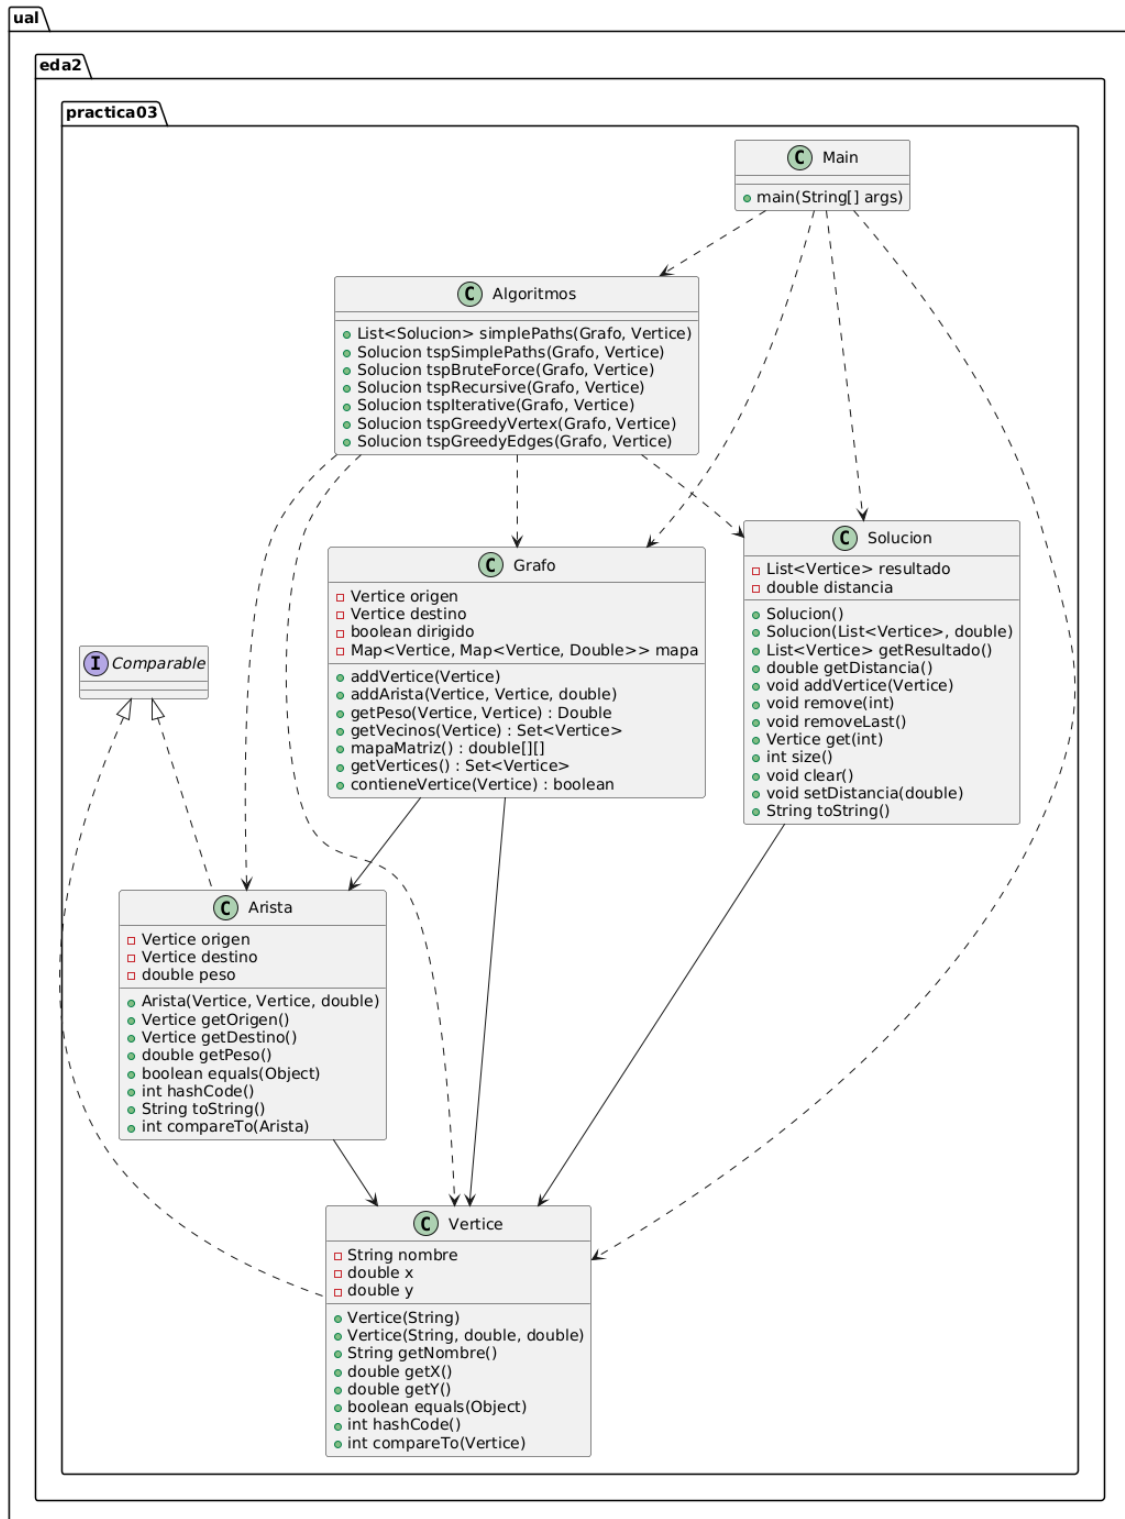 ual
eda2
practica03
C Main
main(String[] args)
C Algoritmos
List<Solucion> simplePaths(Grafo, Vertice)
Solucion tspSimplePaths(Grafo, Vertice)
Solucion tspBruteForce(Grafo, Vertice)
Solucion tspRecursive(Grafo, Vertice)
Solucion tspIterative(Grafo, Vertice)
Solucion tspGreedyVertex(Grafo, Vertice)
Solucion tspGreedyEdges(Grafo, Vertice)
C Solucion
List<Vertice> resultado
double distancia
Solucion()
Solucion(List<Vertice>, double)
List<Vertice> getResultado()
double getDistancia()
void addVertice(Vertice)
void remove(int)
void removeLast()
Vertice get(int)
int size()
void clear()
void setDistancia(double)
String toString()
C Grafo
Vertice origen
Vertice destino
boolean dirigido
Map<Vertice, Map<Vertice, Double>> mapa
addVertice(Vertice)
addArista(Vertice, Vertice, double)
getPeso(Vertice, Vertice) : Double
getVecinos(Vertice) : Set<Vertice>
mapaMatriz() : double[][]
getVertices() : Set<Vertice>
contieneVertice(Vertice) : boolean
I Comparable
C Arista
Vertice origen
Vertice destino
double peso
Arista(Vertice, Vertice, double)
Vertice getOrigen()
Vertice getDestino()
double getPeso()
boolean equals(Object)
int hashCode()
String toString()
int compareTo(Arista)
C Vertice
String nombre
double x
double y
Vertice(String)
Vertice(String, double, double)
String getNombre()
double getX()
double getY()
boolean equals(Object)
int hashCode()
int compareTo(Vertice)